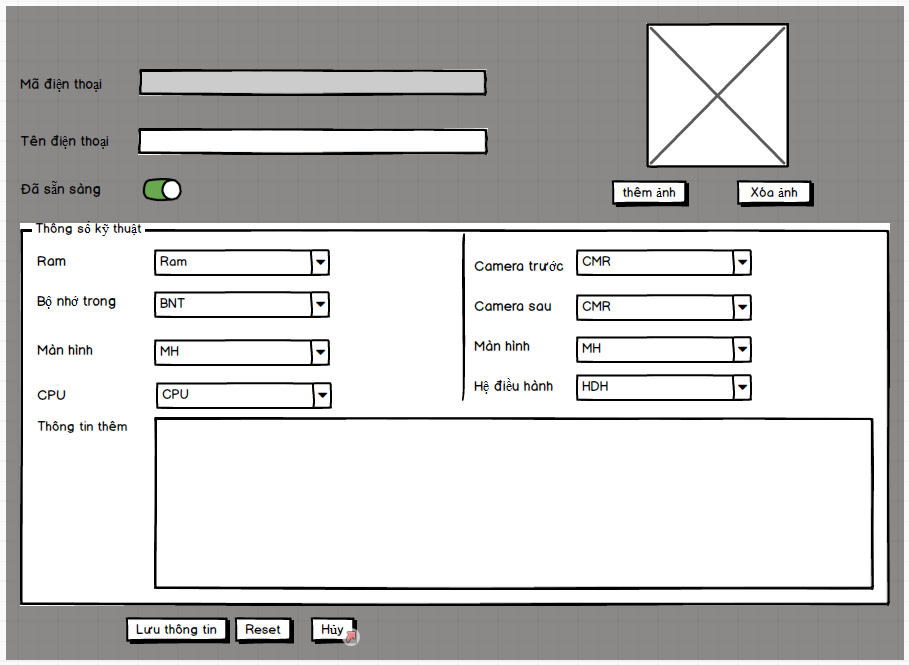 Mã điện thoại
Tên điện thoại
Đã sẵn sàng
thêm ảnh
Xóa ảnh
Thông số kỹ thuật
Ram
Ram
Bộ nhớ trong
BNT
Màn hình
MH
CPU
CPU
Camera trước
CMR
Camera sau
CMR
Màn hình
MH
Hệ điều hành
HDH
Thông tin thêm
Lưu thông tin
Reset
Hủy